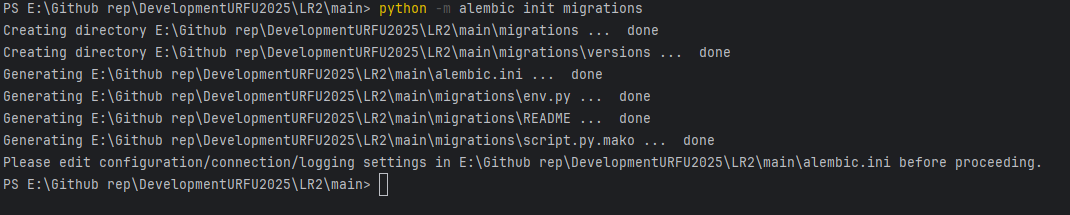 PS E:\Github rep\DevelopmentURFU2025\LR2\main> python -m alembic init migrations
Creating directory E:\Github rep\DevelopmentURFU2025\LR2\main\migrations ...  done
Creating directory E:\Github rep\DevelopmentURFU2025\LR2\main\migrations\versions ...  done
Generating E:\Github rep\DevelopmentURFU2025\LR2\main\alembic.ini ...  done
Generating E:\Github rep\DevelopmentURFU2025\LR2\main\migrations\env.py ...  done
Generating E:\Github rep\DevelopmentURFU2025\LR2\main\migrations\README ...  done
Generating E:\Github rep\DevelopmentURFU2025\LR2\main\migrations\script.py.mako ...  done
Please edit configuration/connection/logging settings in E:\Github rep\DevelopmentURFU2025\LR2\main\alembic.ini before proceeding.
PS E:\Github rep\DevelopmentURFU2025\LR2\main>